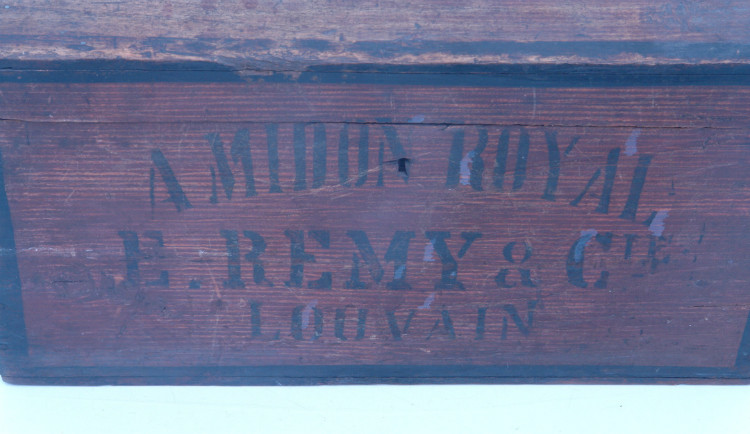 AMIDON ROYAL
E. REMY & Cie
LOUVAIN